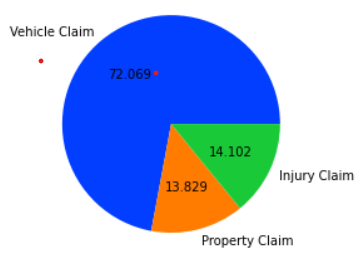 Vehicle Claim
72.069
14.102
Injury Claim
13.829
Property Claim